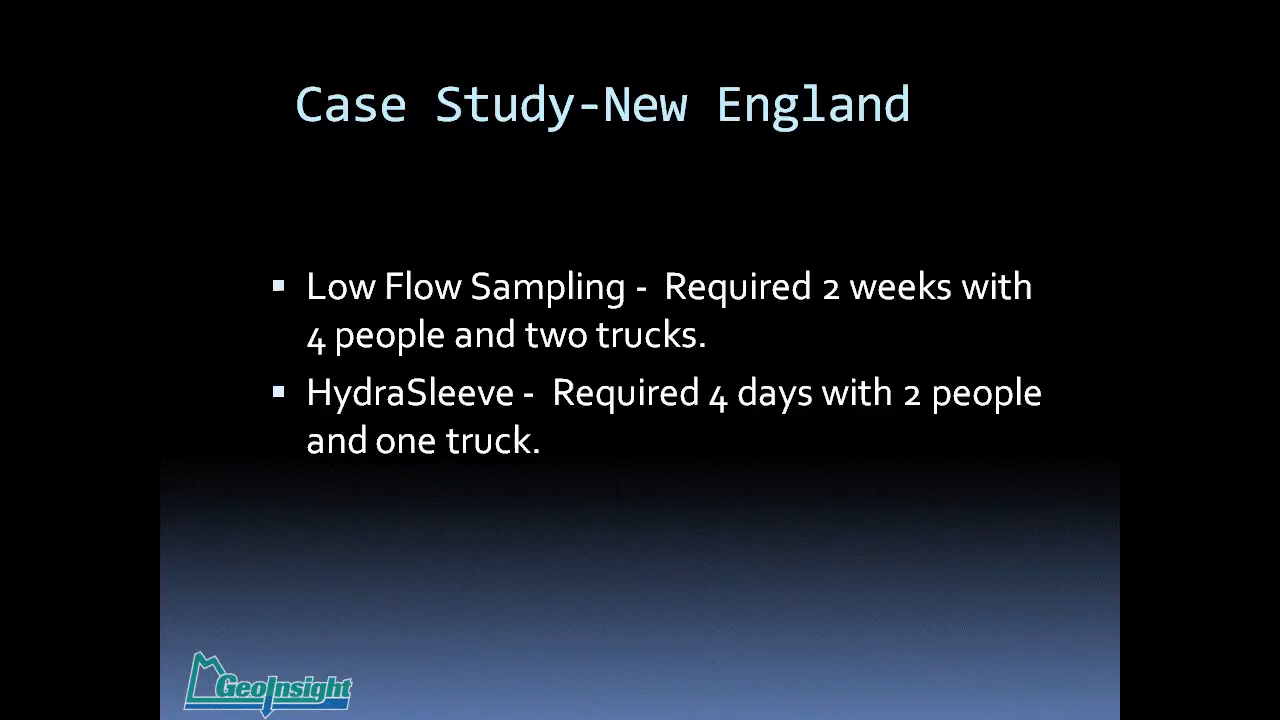 Case Study-New England
▪ Low Flow Sampling - Required 2 weeks with
4 people and two trucks.
▪ HydraSleeve - Required 4 days with 2 people
and one truck.
GeoInsight